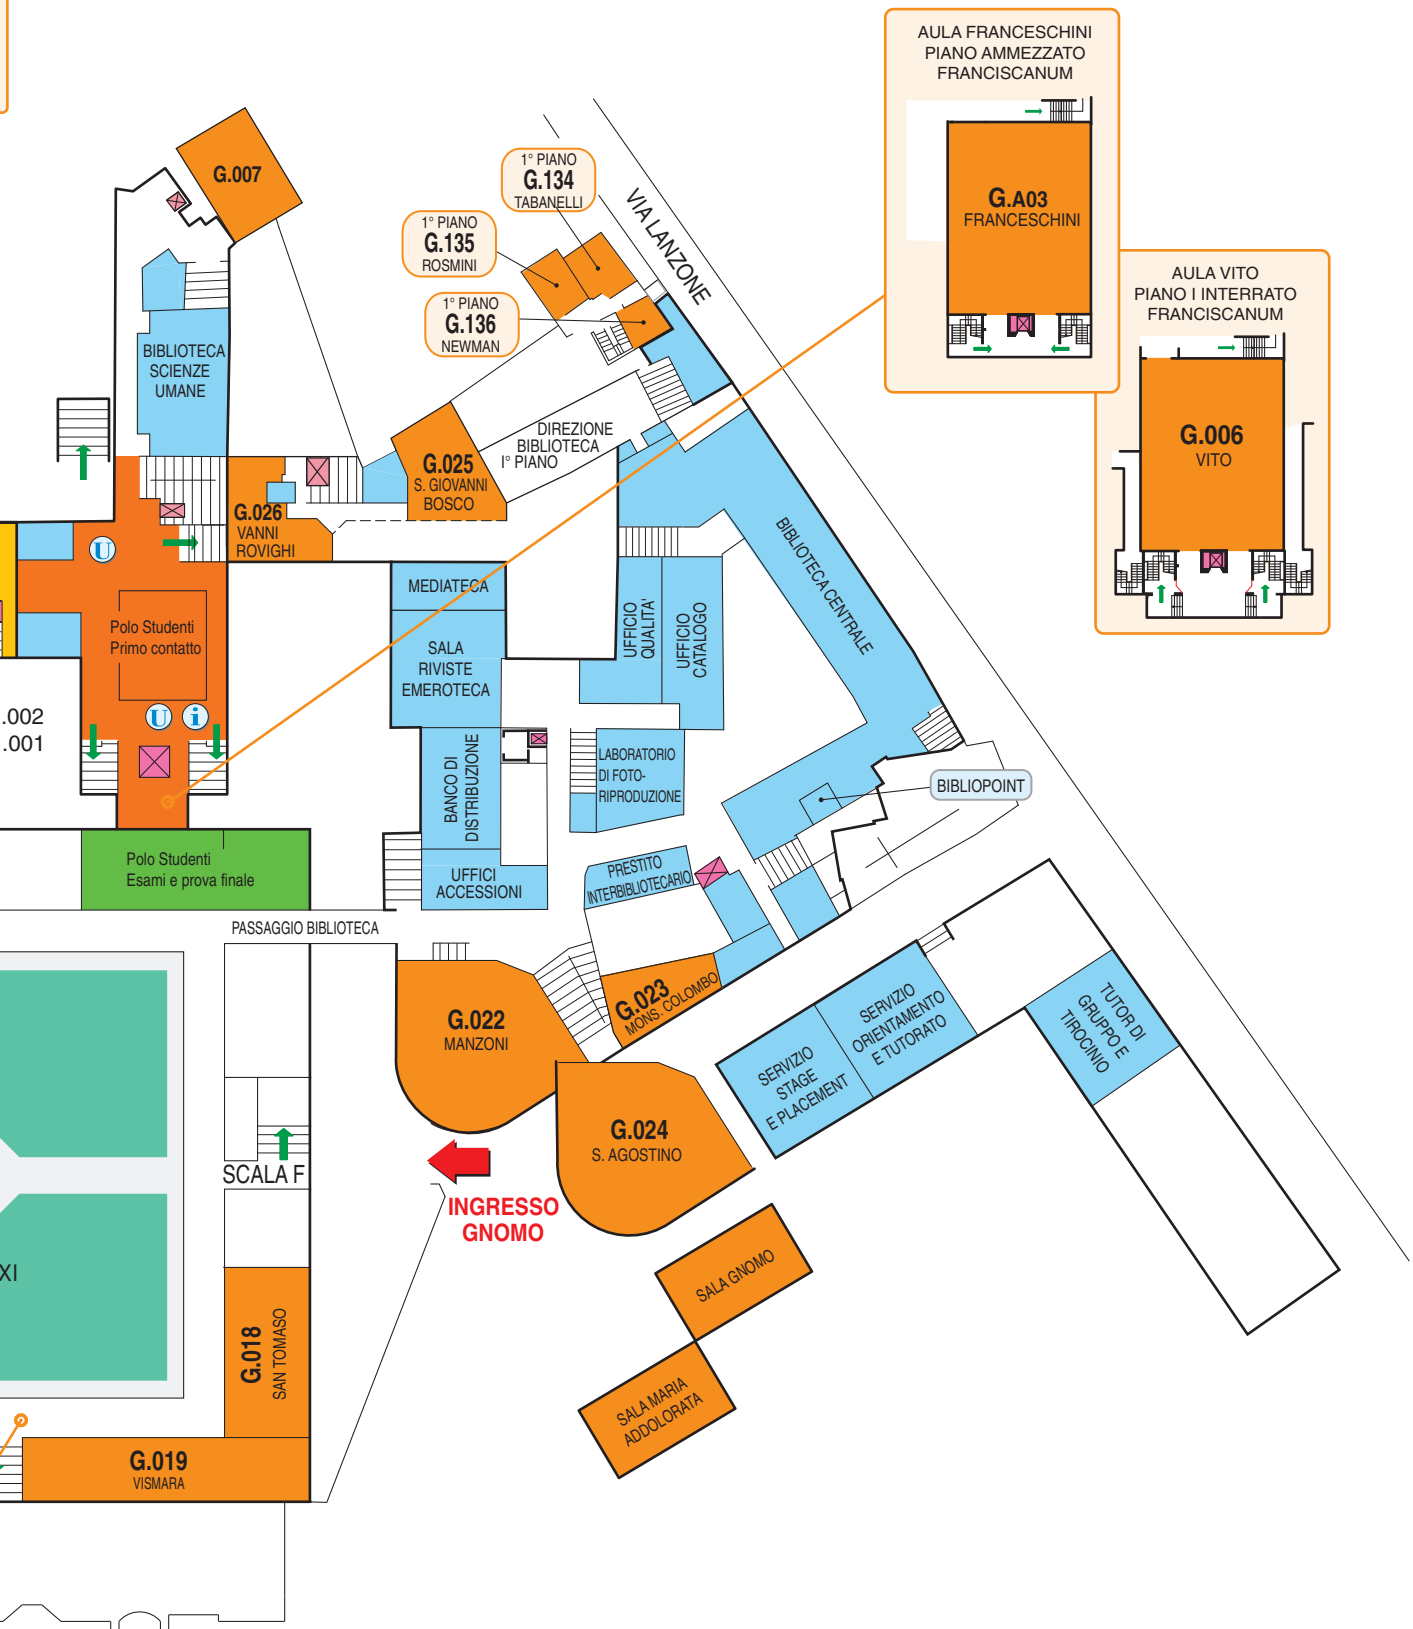 AULA FRANCESCHINI
PIANO AMMEZZATO
FRANCISCANUM
G.A03
FRANCESCHINI
AULA VITO
PIANO I INTERRATO
FRANCISCANUM
G.006
VITO
G.007
1° PIANO
G.134
TABANELLI
1° PIANO
G.135
ROSMINI
1° PIANO
G.136
NEWMAN
VIA LANZONE
BIBLIOTECA
SCIENZE
UMANE
DIREZIONE
BIBLIOTECA
I° PIANO
G.025
S. GIOVANNI
BOSCO
G.026
VANNI
ROVIGHI
U
MEDIATECA
SALA
RIVISTE
EMEROTECA
UFFICIO
QUALITA'
UFFICIO
CATALOGO
BIBLIOTECA CENTRALE
Polo Studenti
Primo contatto
U
i
.002
.001
BANCO DI
DISTRIBUZIONE
LABORATORIO
DI FOTO-
RIPRODUZIONE
BIBLIOPOINT
Polo Studenti
Esami e prova finale
UFFICI
ACCESSIONI
PRESTITO
INTERBIBLIOTECARIO
PASSAGGIO BIBLIOTECA
G.022
MANZONI
G.023
MONS. COLOMBO
SERVIZIO
ORIENTAMENTO
E TUTORATO
SERVIZIO
STAGE
E PLACEMENT
TUTOR DI
GRUPPO E
TIROCINIO
G.024
S. AGOSTINO
SCALA F
INGRESSO
GNOMO
SALA GNOMO
XI
G.018
SAN TOMASO
SALA MARIA
ADDOLORATA
G.019
VISMARA